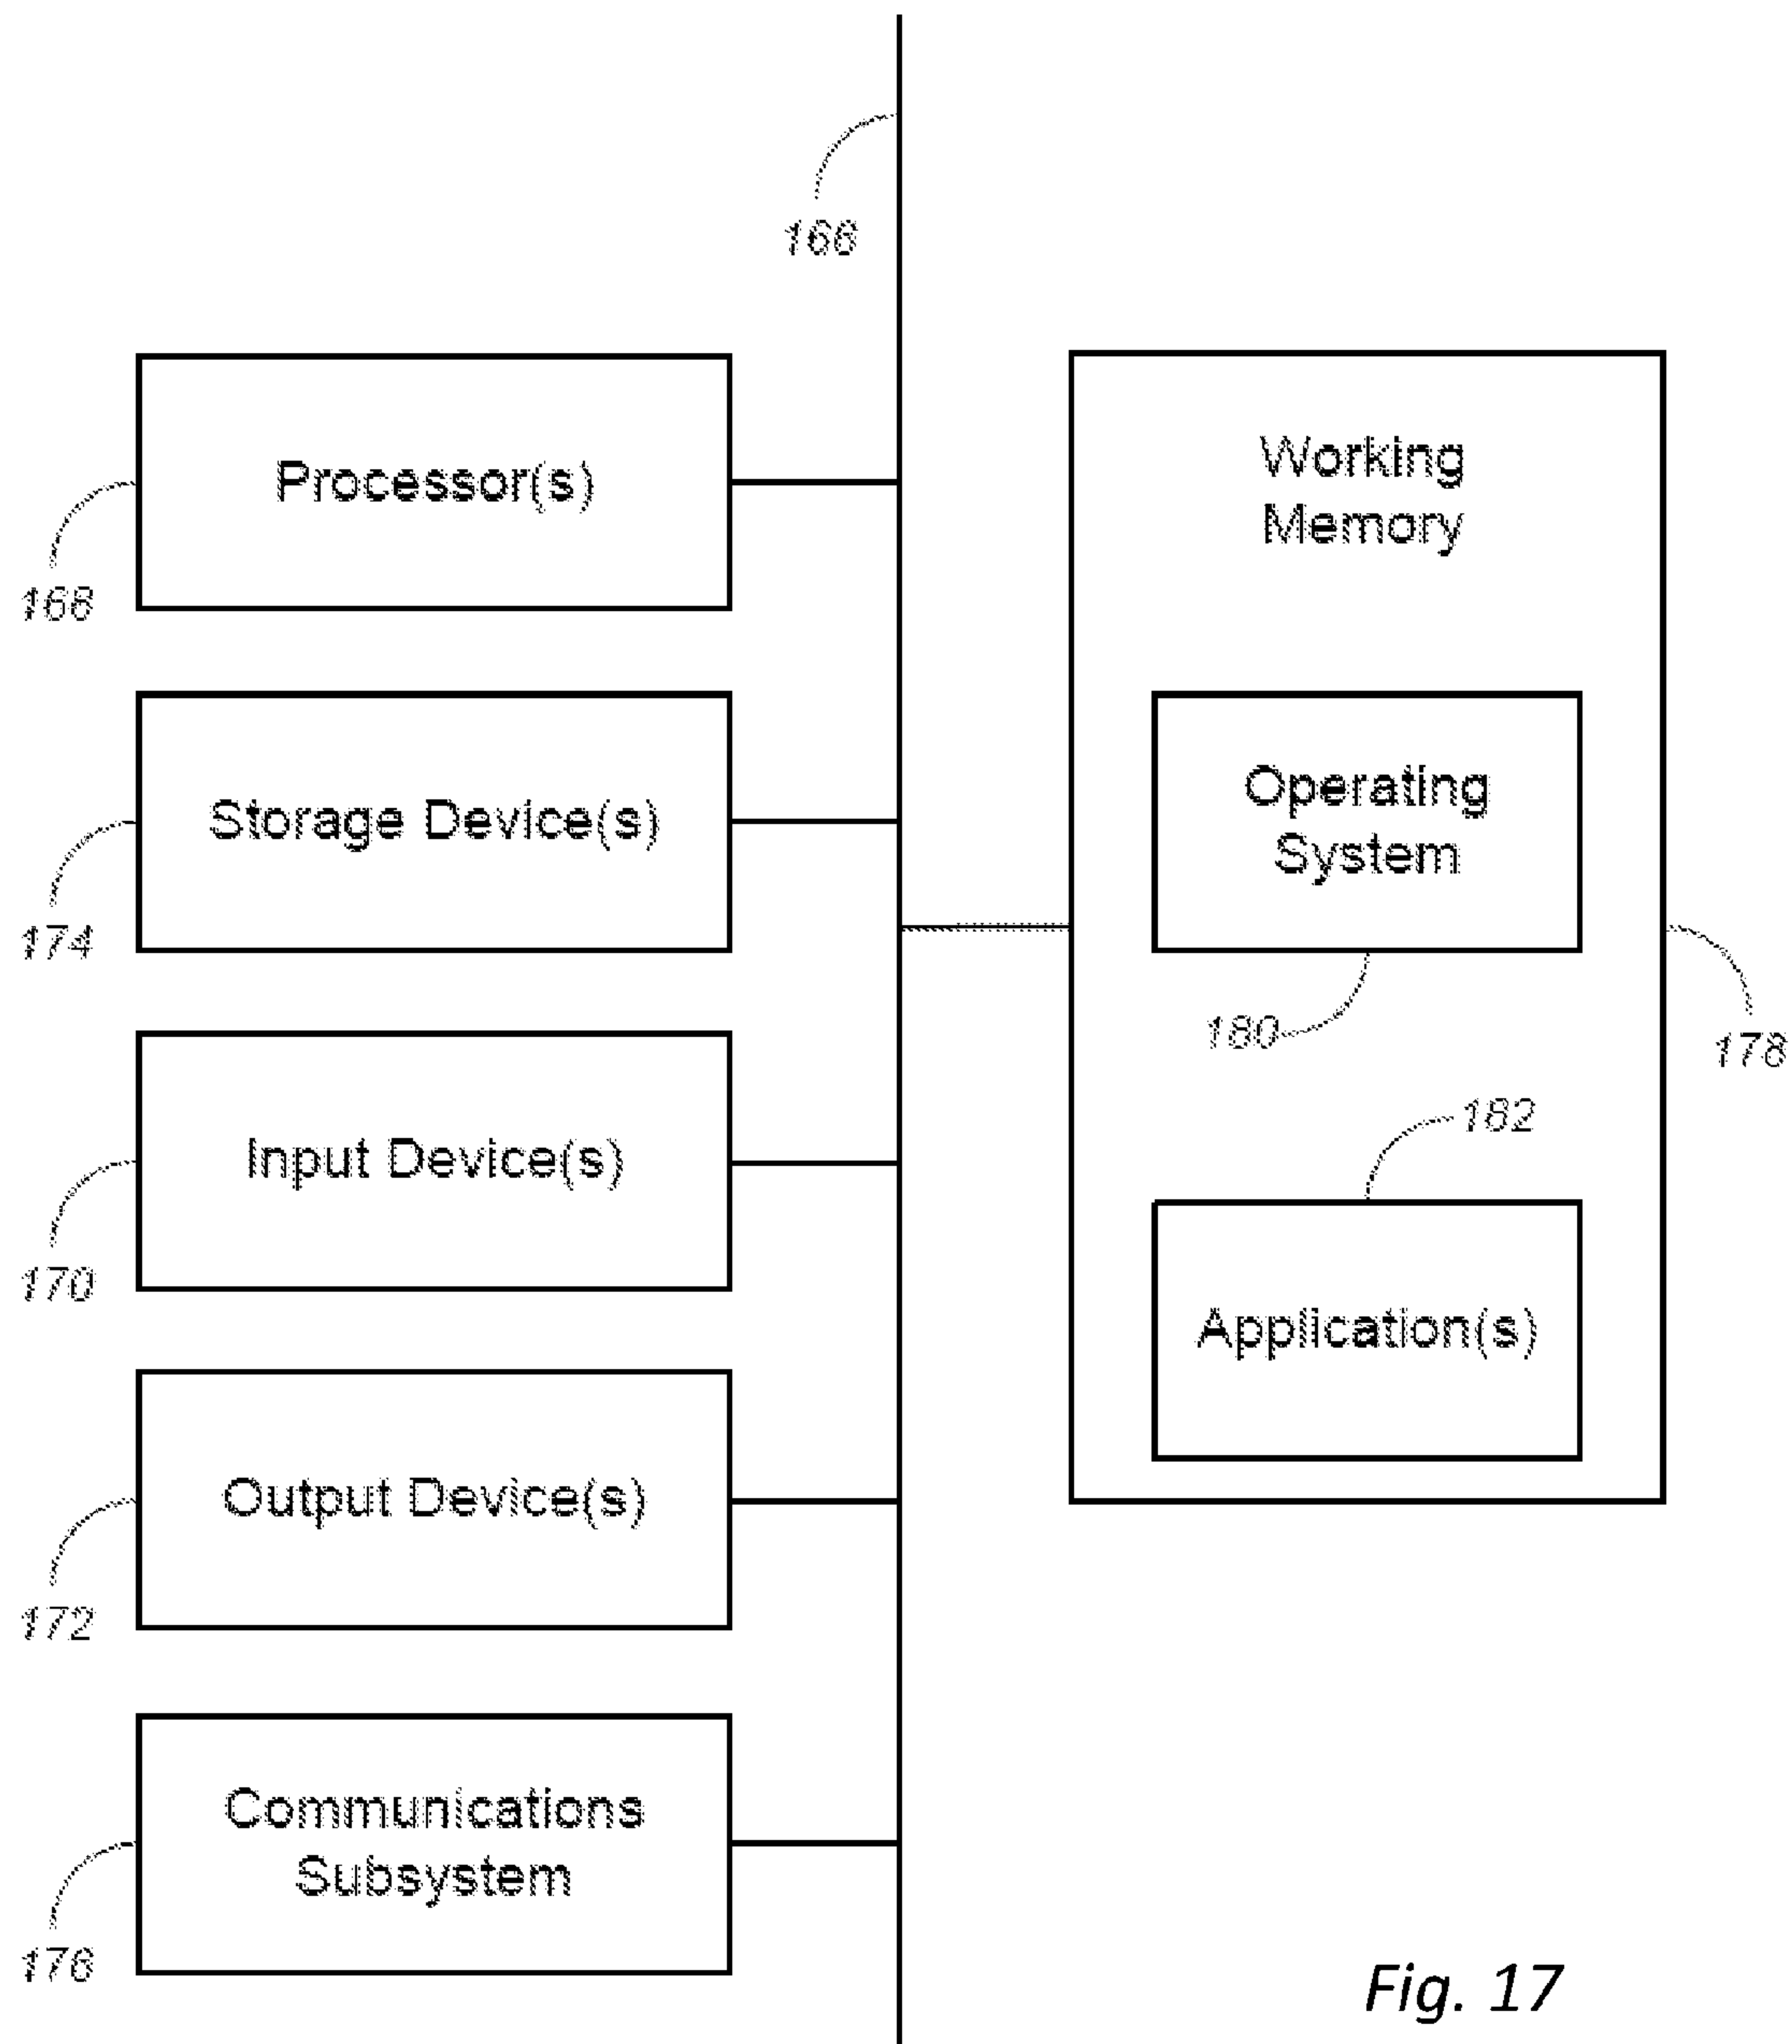 166
Processor(s)
168
Storage Device(s)
174
Input Device(s)
170
Output Device(s)
172
Communications
Subsystem
176
Working
Memory
Operating
System
180
178
182
Application(s)
Fig. 17